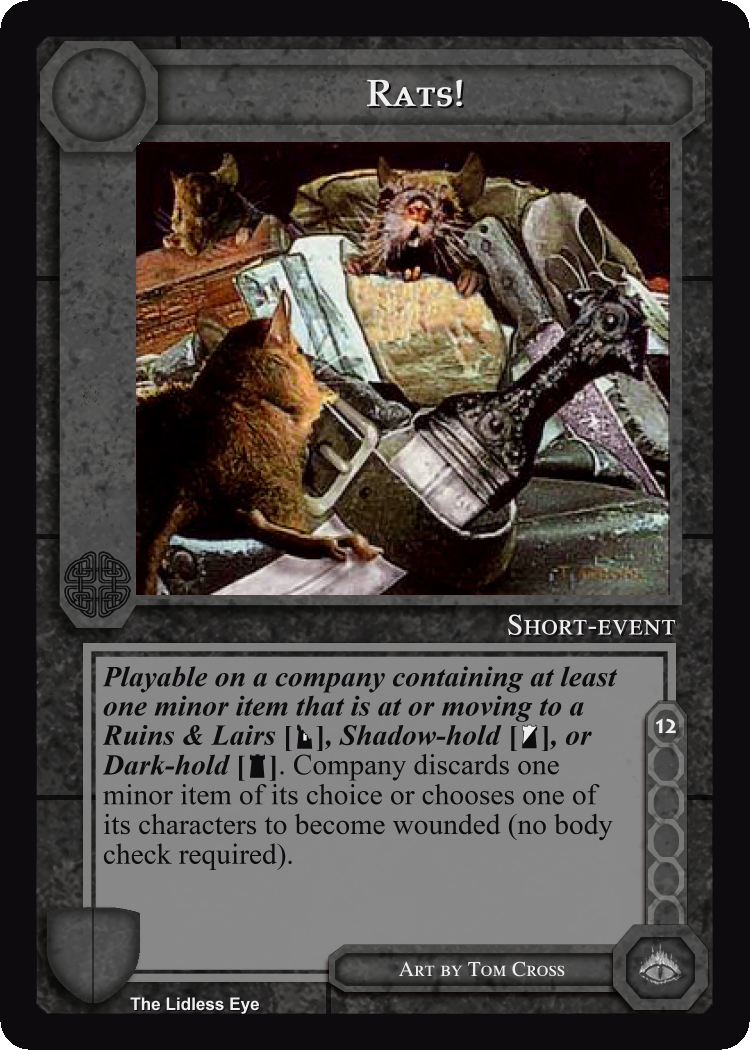 Rats!
Short-event
Playable on a company containing at least
one minor item that is at or moving to a
Ruins & Lairs [], Shadow-hold [], or
Dark-hold []. Company discards one
minor item of its choice or chooses one of
its characters to become wounded (no body
check required).
12
Art by Tom Cross
The Lidless Eye